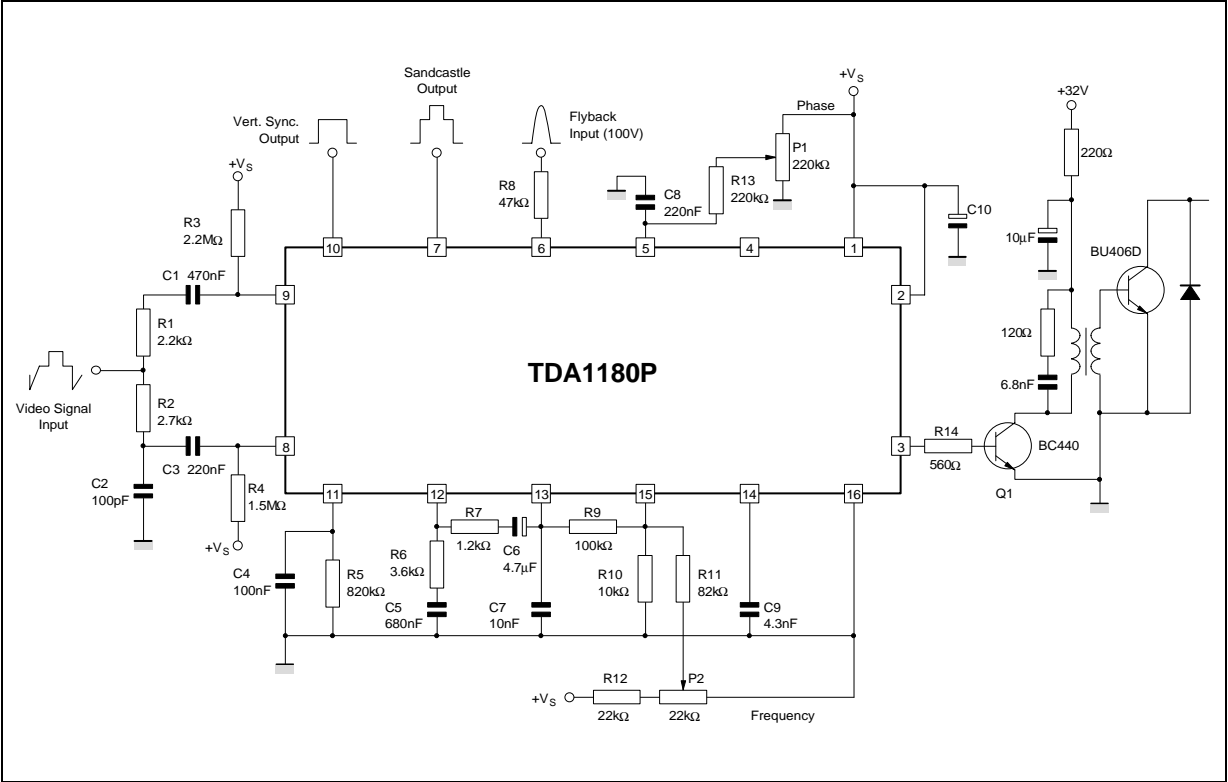 Sandcastle
Output
+VS
+32V
Phase
Flyback
Input (100V)
Vert. Sync.
Output
P1
220kΩ
220Ω
+VS
R8
47kΩ
C8
220nF
R13
220kΩ
C10
R3
2.2MΩ
10µF
BU406D
10
7
6
5
4
1
C1 470nF
9
2
R1
2.2kΩ
120Ω
TDA1180P
6.8nF
Video Signal
Input
R2
2.7kΩ
8
3
R14
560Ω
BC440
Q1
C3 220nF
C2
100pF
R4
1.5MΩ
+VS
11
12
13
15
14
16
R7
1.2kΩ
C6
4.7µF
R9
100kΩ
C4
100nF
R5
820kΩ
R6
3.6kΩ
C5
680nF
C7
10nF
R10
10kΩ
R11
82kΩ
C9
4.3nF
+VS
R12
22kΩ
P2
22kΩ
Frequency